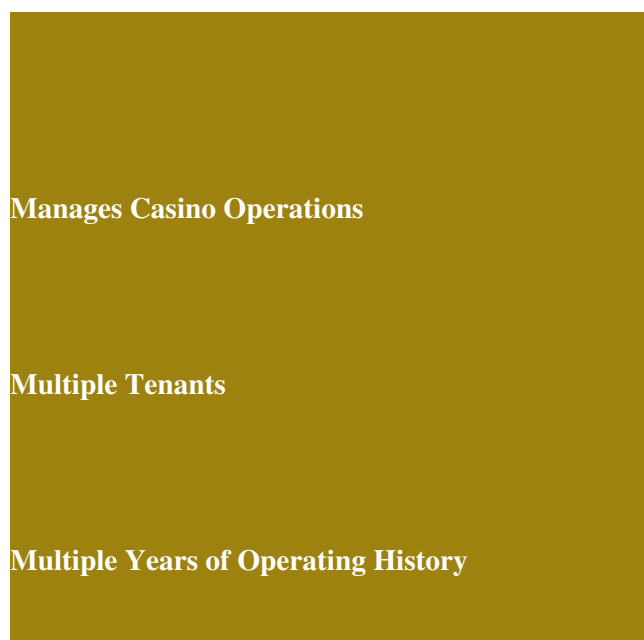 Manages Casino Operations
Multiple Tenants
Multiple Years of Operating History